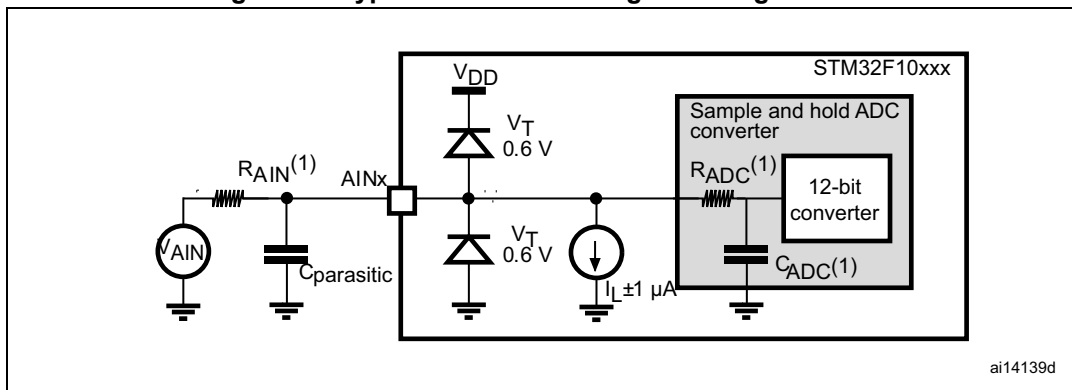 STM32F10xxx
VDD
Sample and hold ADC
converter
VT
0.6 V
RAIN(1)
AINx
RADC(1)
12-bit
converter
VAIN
Cparasitic
VT
0.6 V
IL±1 µA
CADC(1)
ai14139d